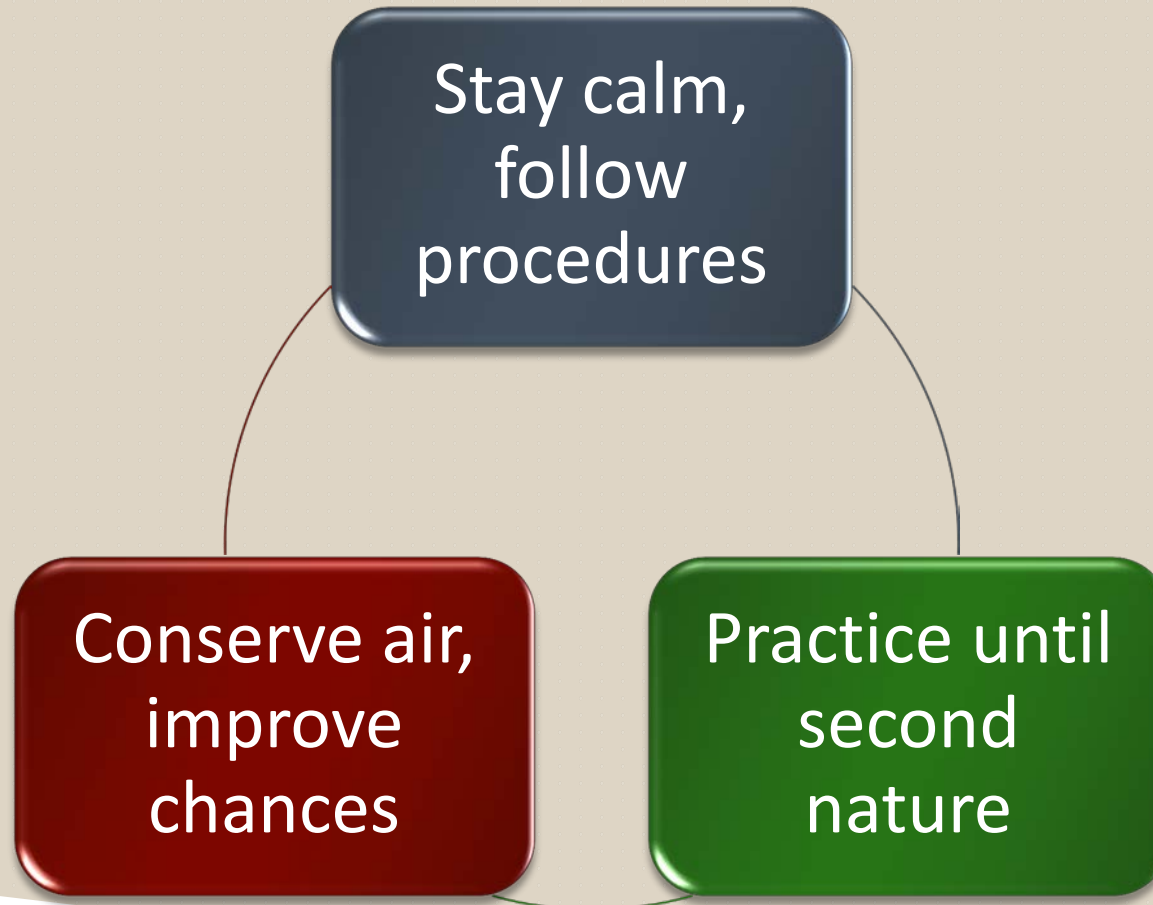 Stay calm,
follow
procedures
Conserve air,
improve
chances
Practice until
second
nature